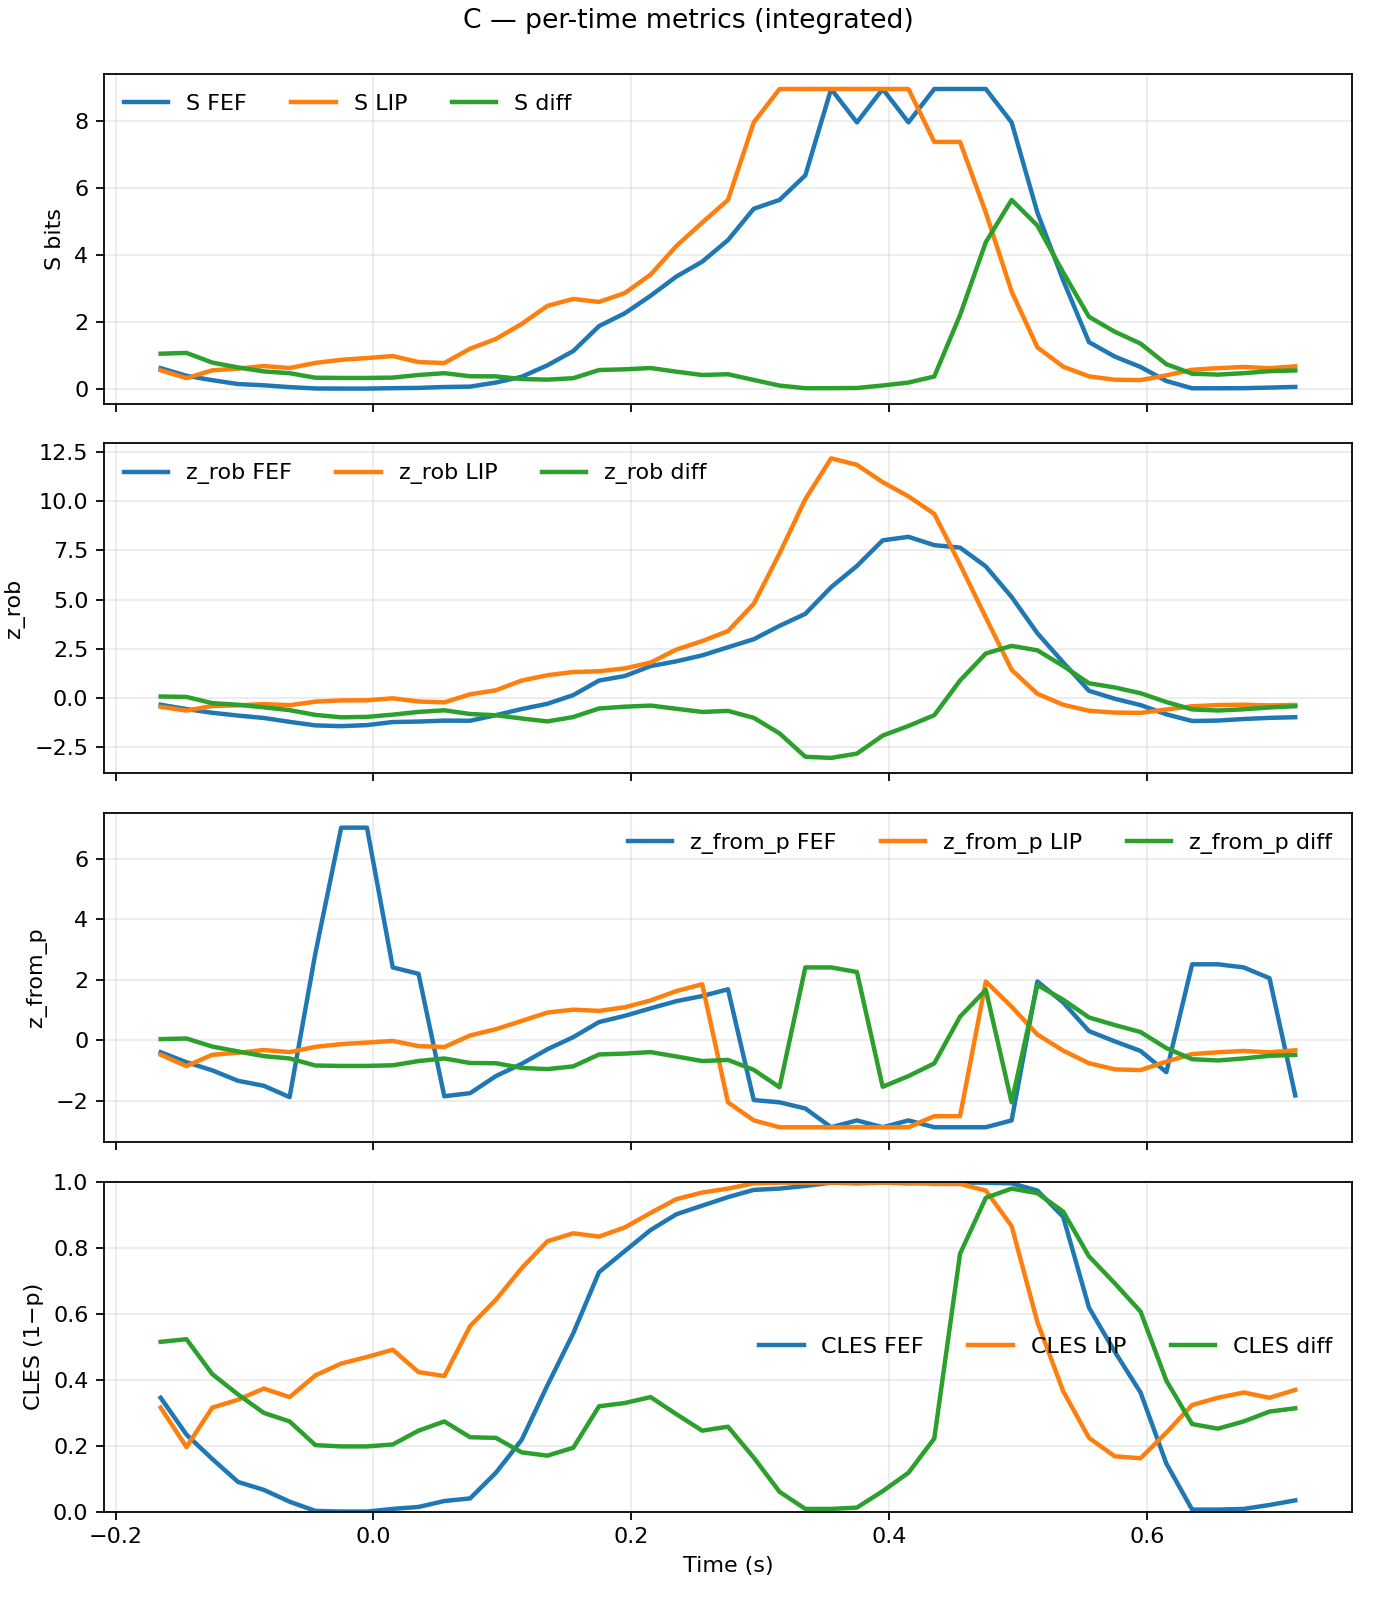 C — per-time metrics (integrated)
S FEF S LIP S diff
8
6
4
2
0
S bits
z_rob FEF z_rob LIP z_rob diff
12.5
10.0
7.5
5.0
2.5
0.0
−2.5
z_rob
z_from_p FEF z_from_p LIP z_from_p diff
6
4
2
0
−2
z_from_p
1.0
0.8
0.6
CLES FEF CLES LIP CLES diff
0.4
0.2
0.0
CLES (1−p)
−0.2 0.0 0.2 0.4 0.6
Time (s)